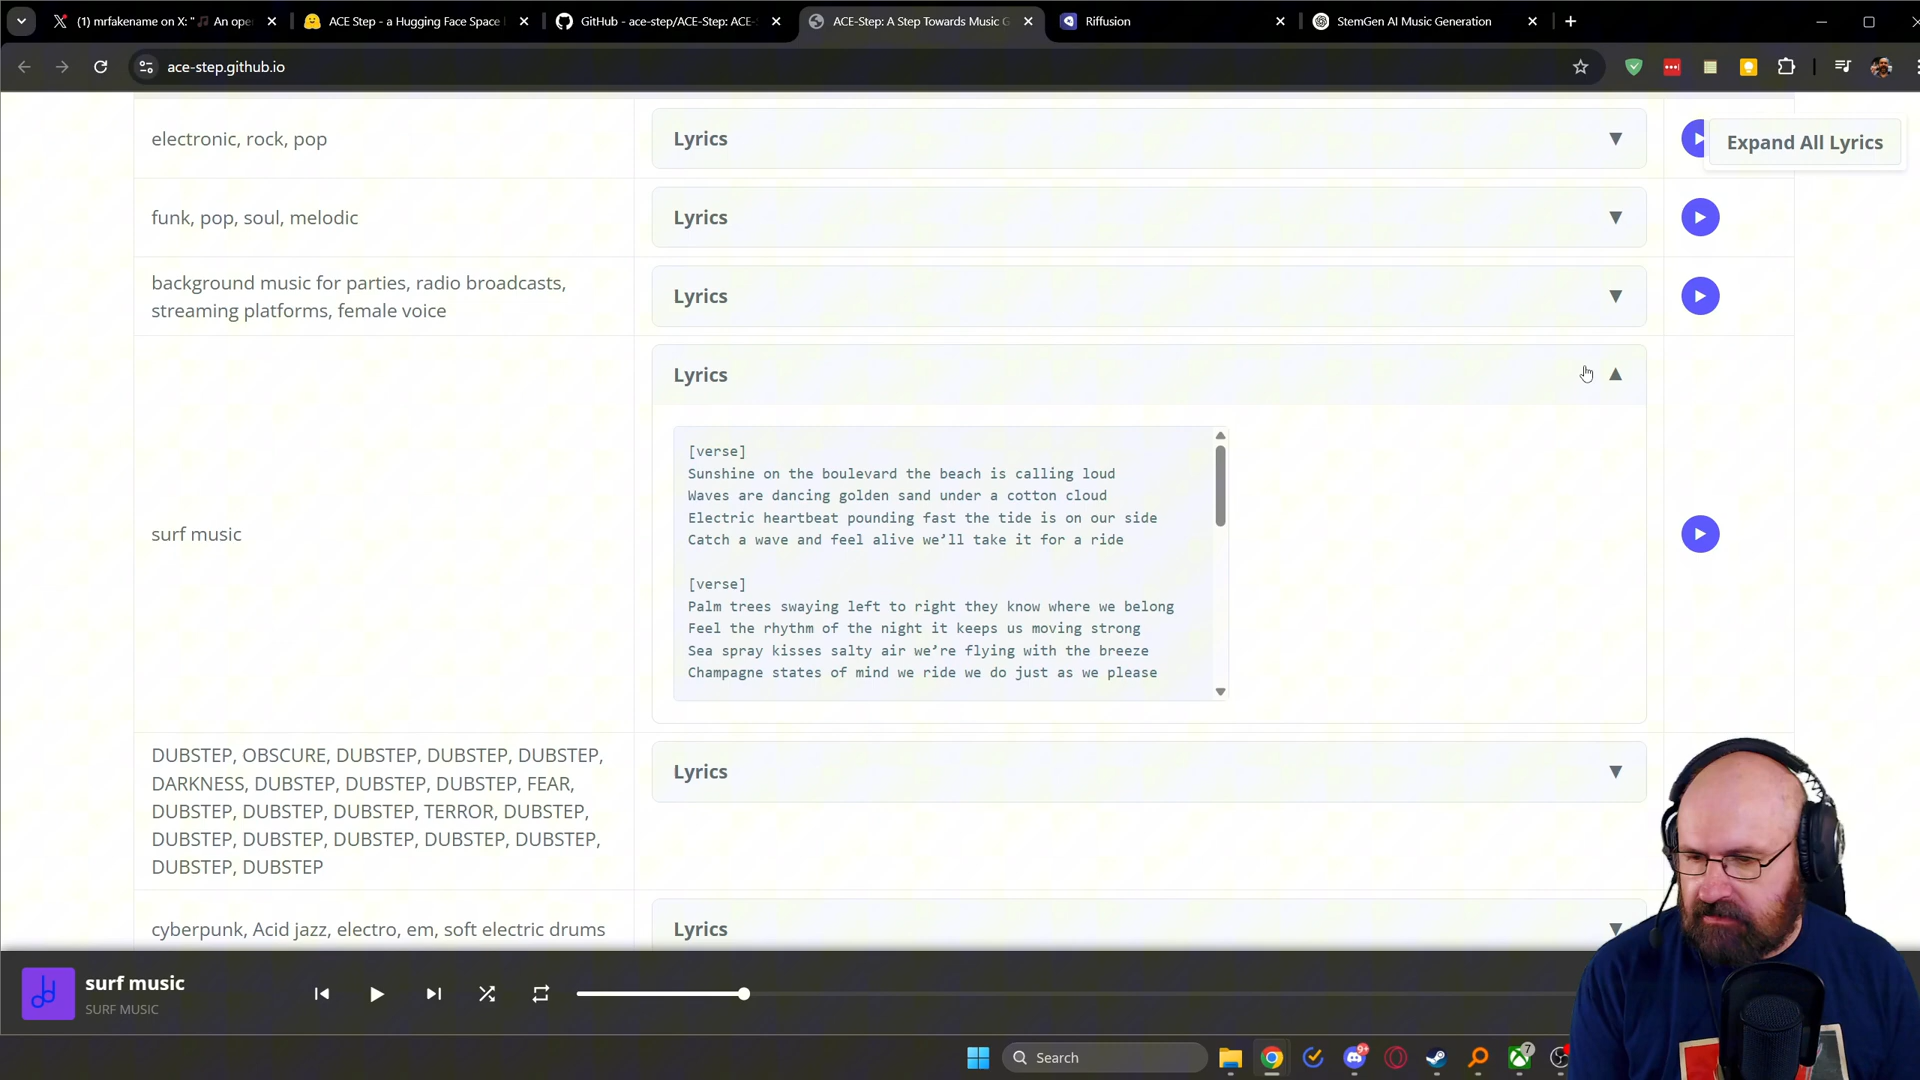 (1) mrfakename on X: "🎵 An ope
ACE Step - a Hugging Face Space
GitHub - ace-step/ACE-Step: ACE-S
ACE-Step: A Step Towards Music G
Riffusion
StemGen AI Music Generation
ace-step.github.io
electronic, rock, pop
Lyrics
Expand All Lyrics
funk, pop, soul, melodic
Lyrics
background music for parties, radio broadcasts,
streaming platforms, female voice
Lyrics
surf music
Lyrics
[verse]
Sunshine on the boulevard the beach is calling loud
Waves are dancing golden sand under a cotton cloud
Electric heartbeat pounding fast the tide is on our side
Catch a wave and feel alive we’ll take it for a ride
[verse]
Palm trees swaying left to right they know where we belong
Feel the rhythm of the night it keeps us moving strong
Sea spray kisses salty air we’re flying with the breeze
Champagne states of mind we ride we do just as we please
DUBSTEP, OBSCURE, DUBSTEP, DUBSTEP, DUBSTEP,
DARKNESS, DUBSTEP, DUBSTEP, DUBSTEP, FEAR,
DUBSTEP, DUBSTEP, DUBSTEP, TERROR, DUBSTEP,
DUBSTEP, DUBSTEP, DUBSTEP, DUBSTEP, DUBSTEP,
DUBSTEP, DUBSTEP
Lyrics
cyberpunk, Acid jazz, electro, em, soft electric drums
Lyrics
surf music
SURF MUSIC
Search
9+
7